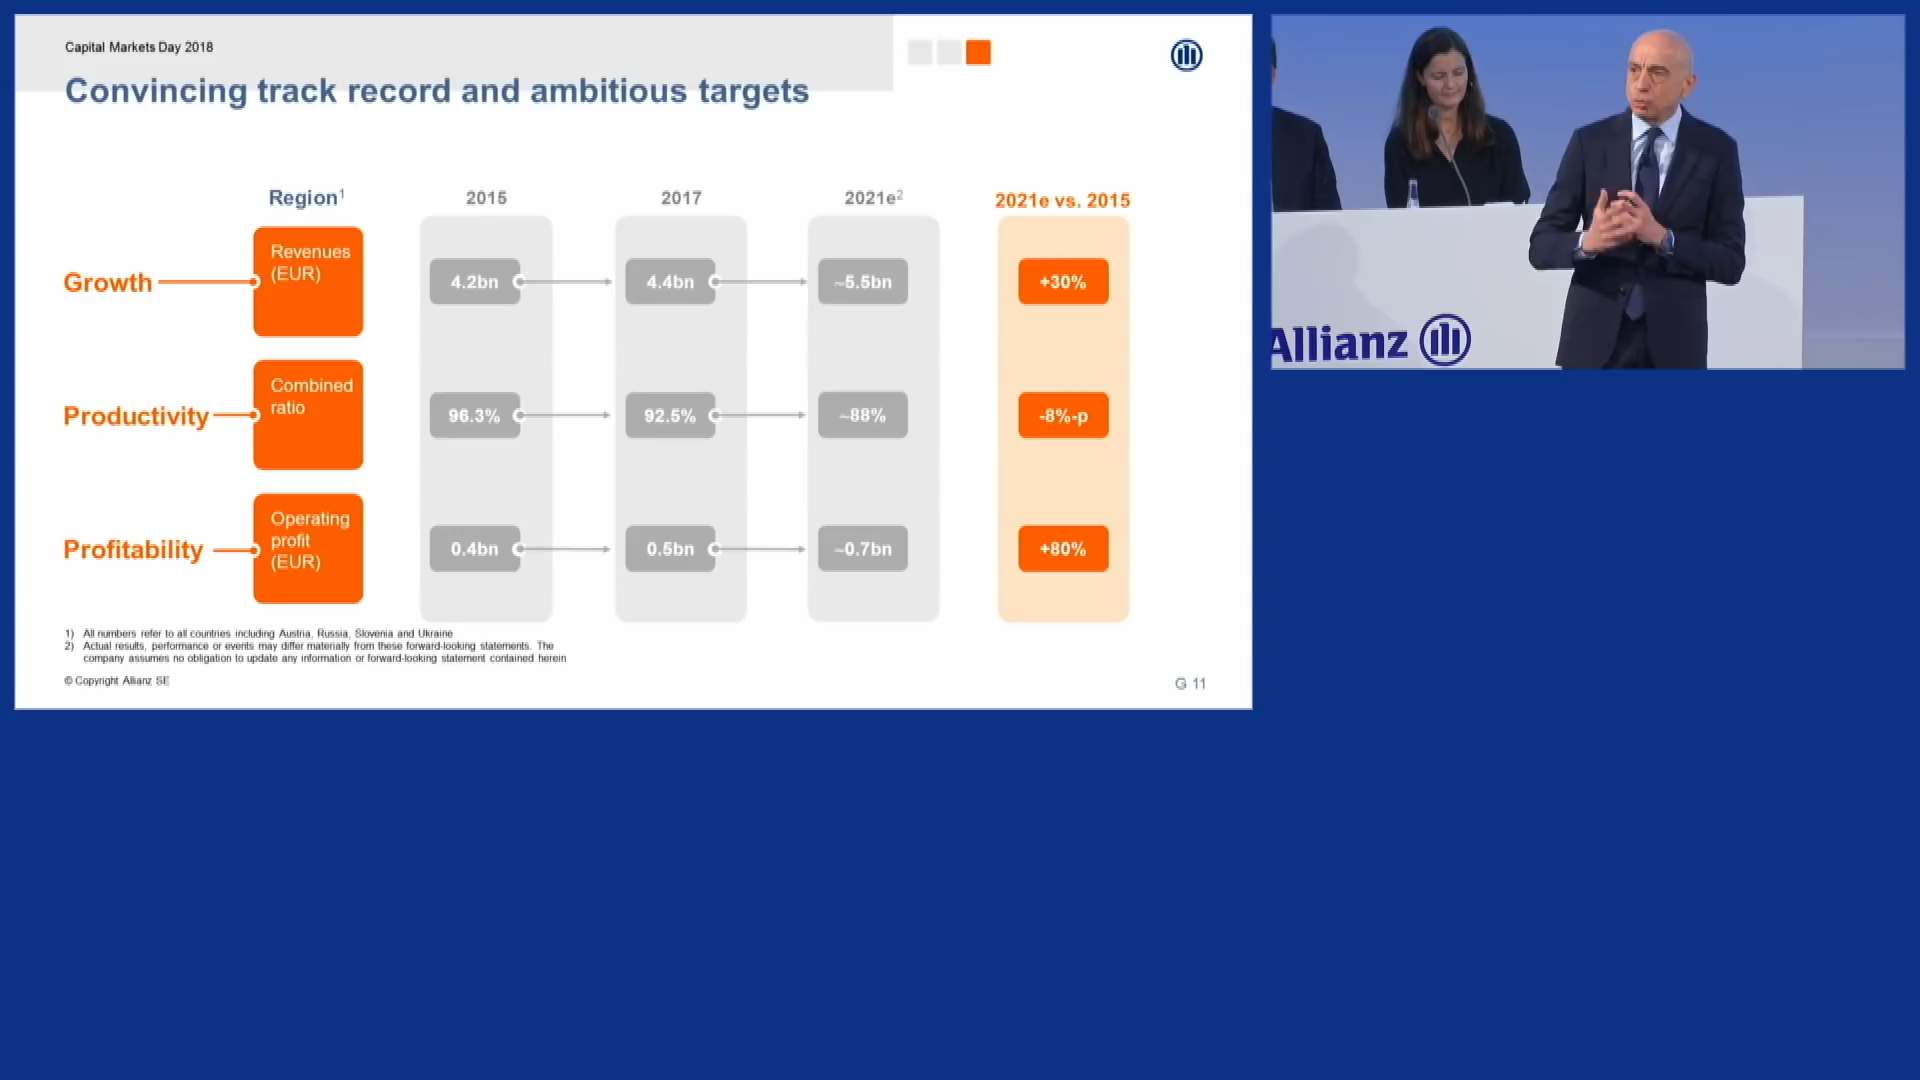 Capital Markets Day 2018
Convincing track record and ambitious targets
Region1
2015
2017
2021e2
2021e vs. 2015
Growth
Revenues
(EUR)
4.2bn
4.4bn
~5.5bn
+30%
Productivity
Combined
ratio
96.3%
92.5%
~88%
-8%-p
Profitability
Operating
profit
(EUR)
0.4bn
0.5bn
~0.7bn
+80%
1) All numbers refer to all countries including Austria, Russia, Slovenia and Ukraine
2) Actual results, performance or events may differ materially from these forward-looking statements. The
company assumes no obligation to update any information or forward-looking statement contained herein
© Copyright Allianz SE
G 11
Allianz